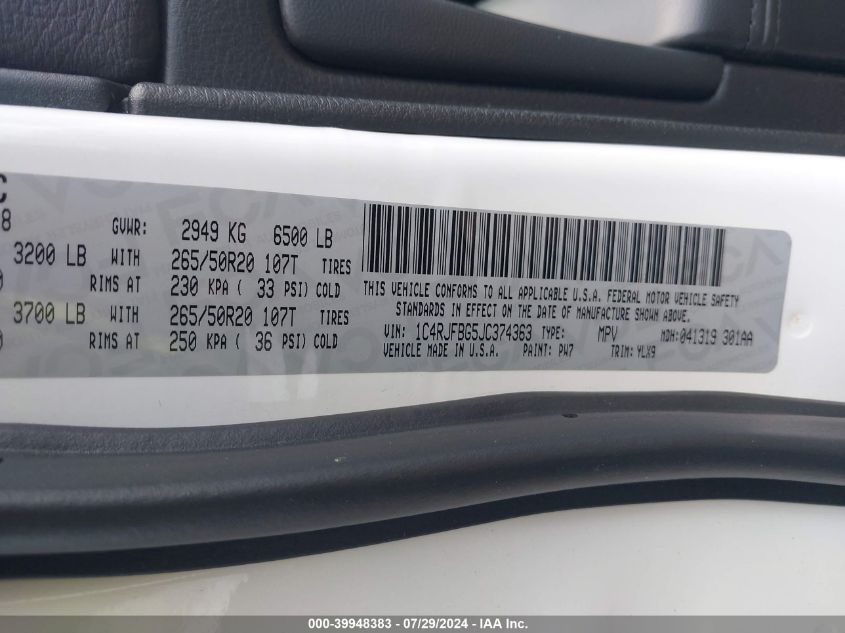 C
8
GVWR: 2949 KG 6500 LB
3200 LB WITH 265/50R20 107T TIRES
RIMS AT 230 KPA ( 33 PSI) COLD
3700 LB WITH 265/50R20 107T TIRES
RIMS AT 250 KPA ( 36 PSI) COLD
THIS VEHICLE CONFORMS TO ALL APPLICABLE U.S.A. FEDERAL MOTOR VEHICLE SAFETY
STANDARDS IN EFFECT ON THE DATE OF MANUFACTURE SHOWN ABOVE.
VIN: 1C4RJFBG5JC374363 TYPE: MPV MDH:041319 301AA
VEHICLE MADE IN U.S.A. PAINT: PW7 TRIM: YLX9
000-39948383 - 07/29/2024 - IAA Inc.